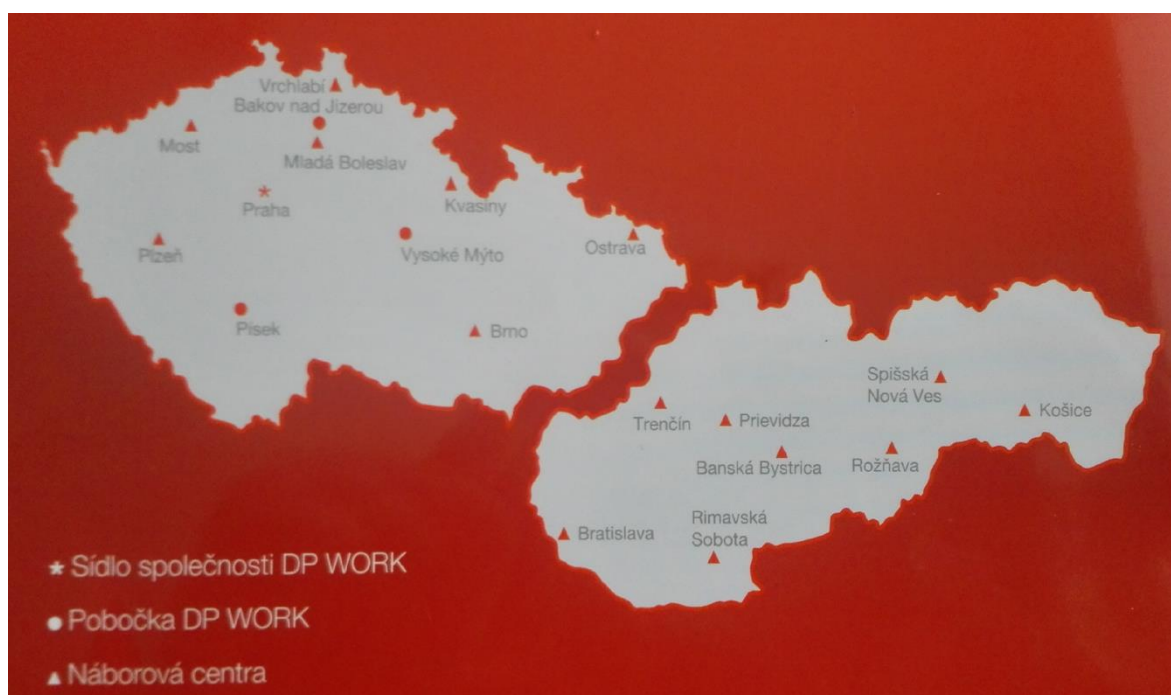 Vrchlabí
Bakov nad Jizerou
Most
Mladá Boleslav
Praha
Kvasiny
Plzeň
Vysoké Mýto
Ostrava
Písek
Brno
Spišská
Nová Ves
Trenčín
Prievidza
Košice
Banská Bystrica
Rožňava
Bratislava
Rimavská
Sobota
Sídlo společnosti DP WORK
Pobočka DP WORK
Náborová centra